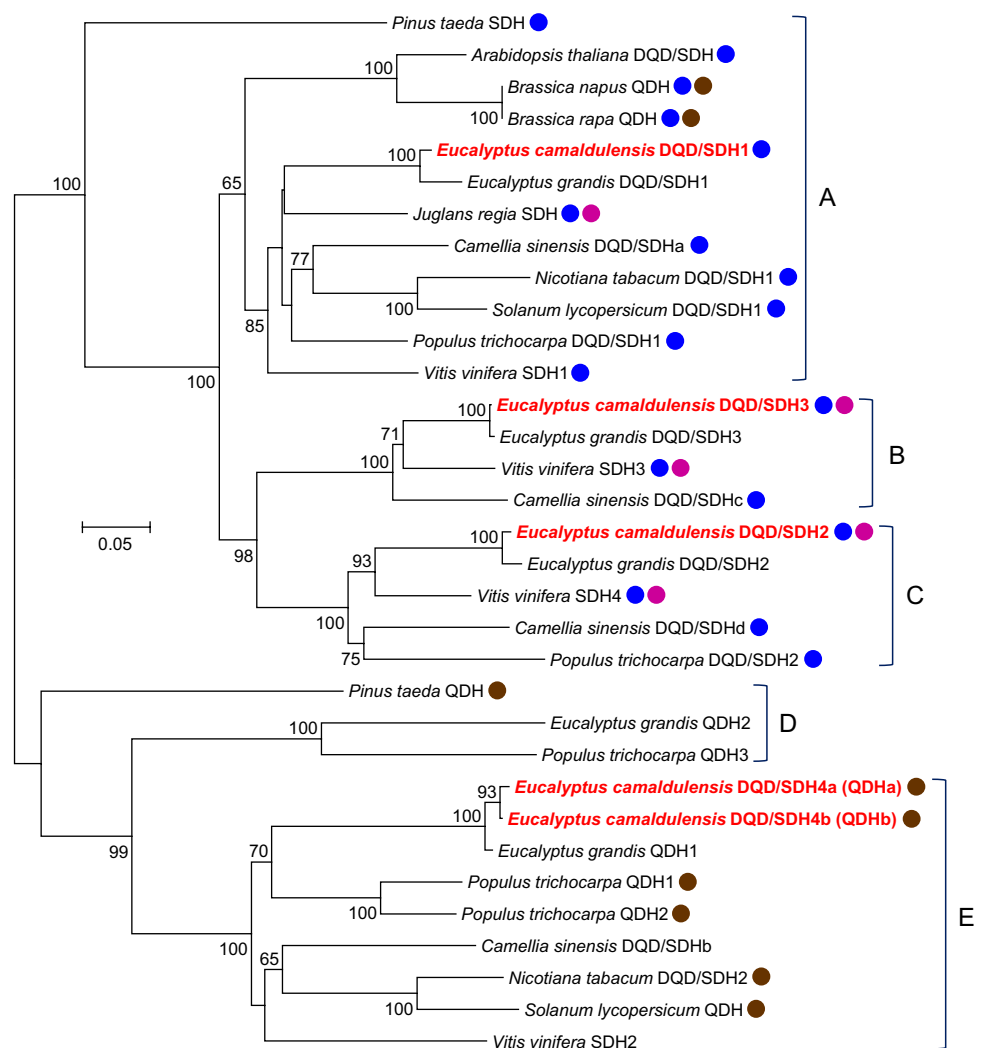 Pinus taeda SDH
Arabidopsis thaliana DQD/SDH
100
Brassica napus QDH
100
Brassica rapa QDH
Eucalyptus camaldulensis DQD/SDH1
100
Eucalyptus grandis DQD/SDH1
100
65
A
Juglans regia SDH
Camellia sinensis DQD/SDHa
77
Nicotiana tabacum DQD/SDH1
100
Solanum lycopersicum DQD/SDH1
85
Populus trichocarpa DQD/SDH1
Vitis vinifera SDH1
100
Eucalyptus camaldulensis DQD/SDH3
100
Eucalyptus grandis DQD/SDH3
71
B
100
Vitis vinifera SDH3
Camellia sinensis DQD/SDHc
0.05
Eucalyptus camaldulensis DQD/SDH2
100
98
Eucalyptus grandis DQD/SDH2
93
C
Vitis vinifera SDH4
100
Camellia sinensis DQD/SDHd
75
Populus trichocarpa DQD/SDH2
Pinus taeda QDH
Eucalyptus grandis QDH2
100
D
Populus trichocarpa QDH3
Eucalyptus camaldulensis DQD/SDH4a (QDHa)
93
Eucalyptus camaldulensis DQD/SDH4b (QDHb)
100
99
70
Eucalyptus grandis QDH1
Populus trichocarpa QDH1
100
Populus trichocarpa QDH2
E
100
Camellia sinensis DQD/SDHb
65
Nicotiana tabacum DQD/SDH2
100
Solanum lycopersicum QDH
Vitis vinifera SDH2